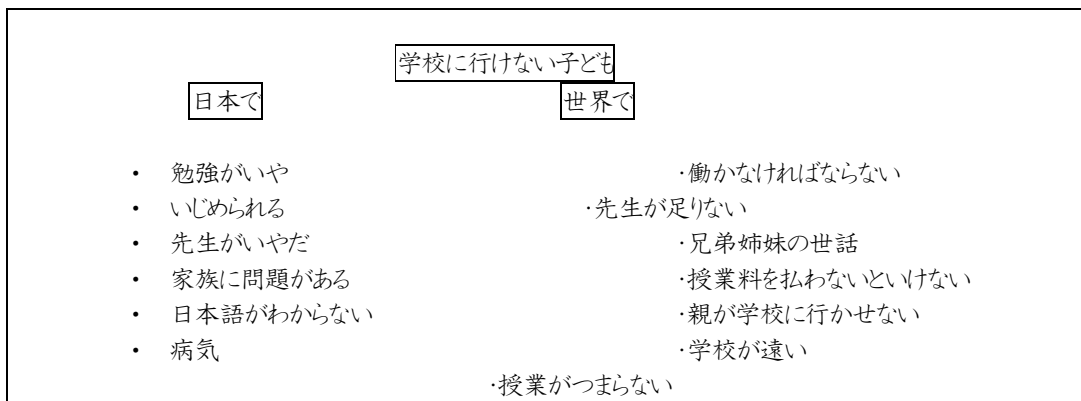 学校に行けない子ども
日本で 世界で
・ 勉強がいや ・働かなければならない
・ いじめられる ・先生が足りない
・ 先生がいやだ ・兄弟姉妹の世話
・ 家族に問題がある ・授業料を払わないといけない
・ 日本語がわからない ・親が学校に行かせない
・ 病気 ・学校が遠い
・授業がつまらない